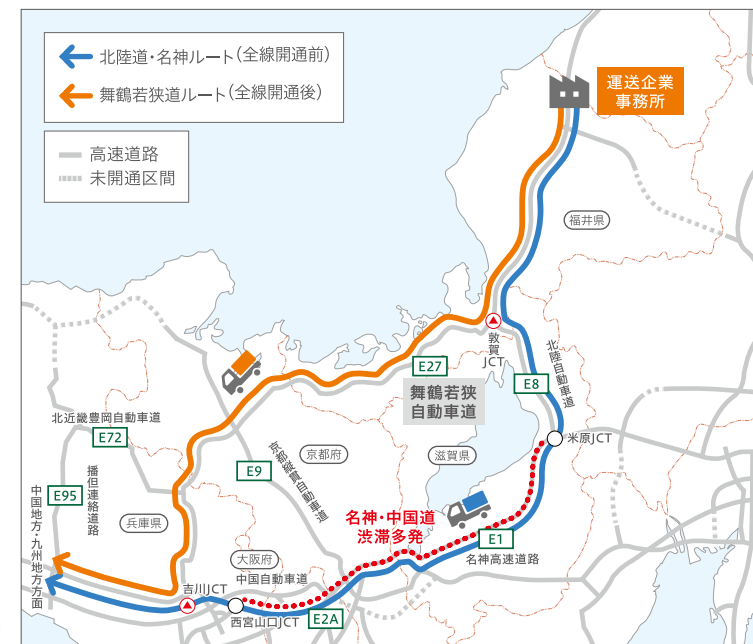 北陸道・名神ルート(全線開通前)
舞鶴若狭道ルート(全線開通後)
高速道路
未開通区間
運送企業
事務所
福井県
敦賀
JCT
北陸自動車道
E27
E8
舞鶴若狭
自動車道
米原JCT
北近畿豊岡自動車道
E72
E9
京都縦貫自動車道
京都府
滋賀県
E95
播但連絡道路
中国地方・九州地方方面
兵庫県
名神・中国道
渋滞多発
E1
名神高速道路
大阪府
中国自動車道
吉川JCT
西宮山口JCT
E2A